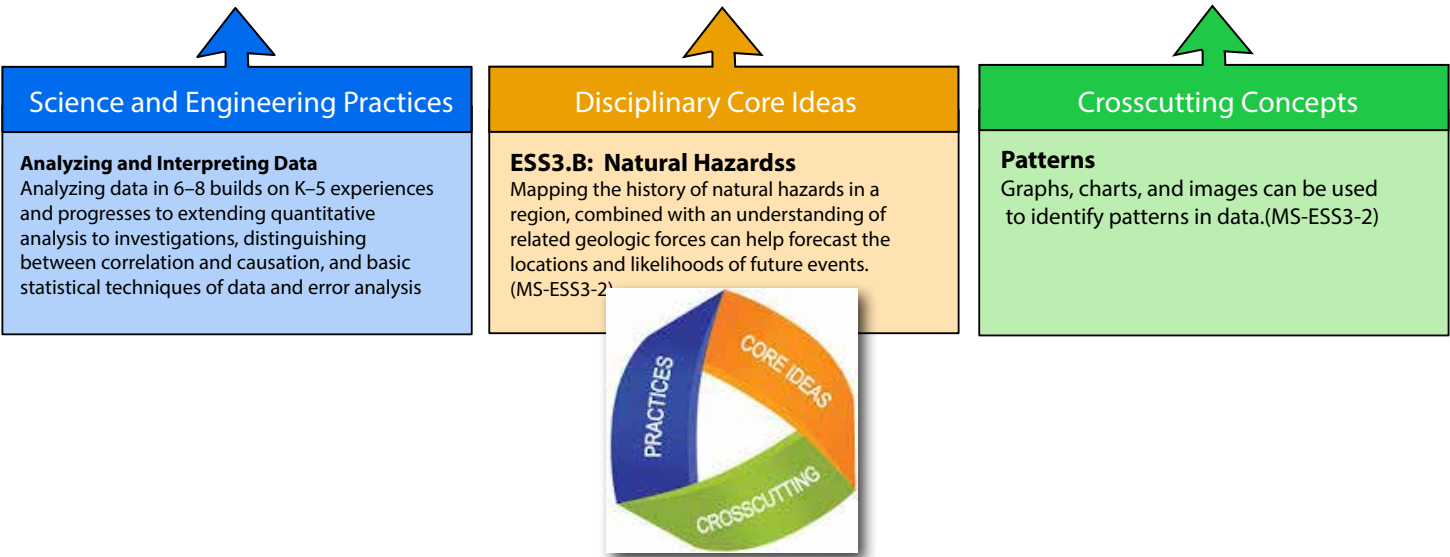 Science and Engineering Practices
Analyzing and Interpreting Data
Analyzing data in 6–8 builds on K–5 experiences
and progresses to extending quantitative
analysis to investigations, distinguishing
between correlation and causation, and basic
statistical techniques of data and error analysis
Disciplinary Core Ideas
ESS3.B: Natural Hazardss
Mapping the history of natural hazards in a
region, combined with an understanding of
related geologic forces can help forecast the
locations and likelihoods of future events.
(MS-ESS3-2)
Crosscutting Concepts
Patterns
Graphs, charts, and images can be used
to identify patterns in data.(MS-ESS3-2)
PRACTICES
CORE IDEAS
CROSSCUTTING